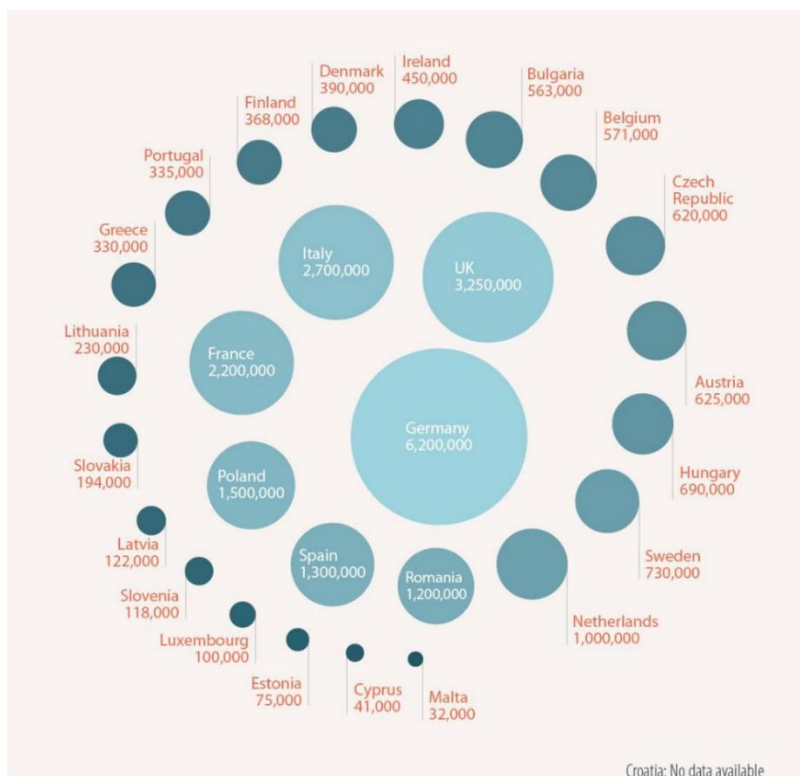 Ireland
450,000
Denmark
390,000
Bulgaria
563,000
Finland
368,000
Belgium
571,000
Portugal
335,000
Czech
Republic
620,000
Greece
330,000
Italy
2,700,000
UK
3,250,000
Lithuania
230,000
France
2,200,000
Austria
625,000
Germany
6,200,000
Slovakia
194,000
Poland
1,500,000
Hungary
690,000
Latvia
122,000
Spain
1,300,000
Romania
1,200,000
Sweden
730,000
Slovenia
118,000
Netherlands
1,000,000
Luxembourg
100,000
Estonia
75,000
Cyprus
41,000
Malta
32,000
Croatia: No data available